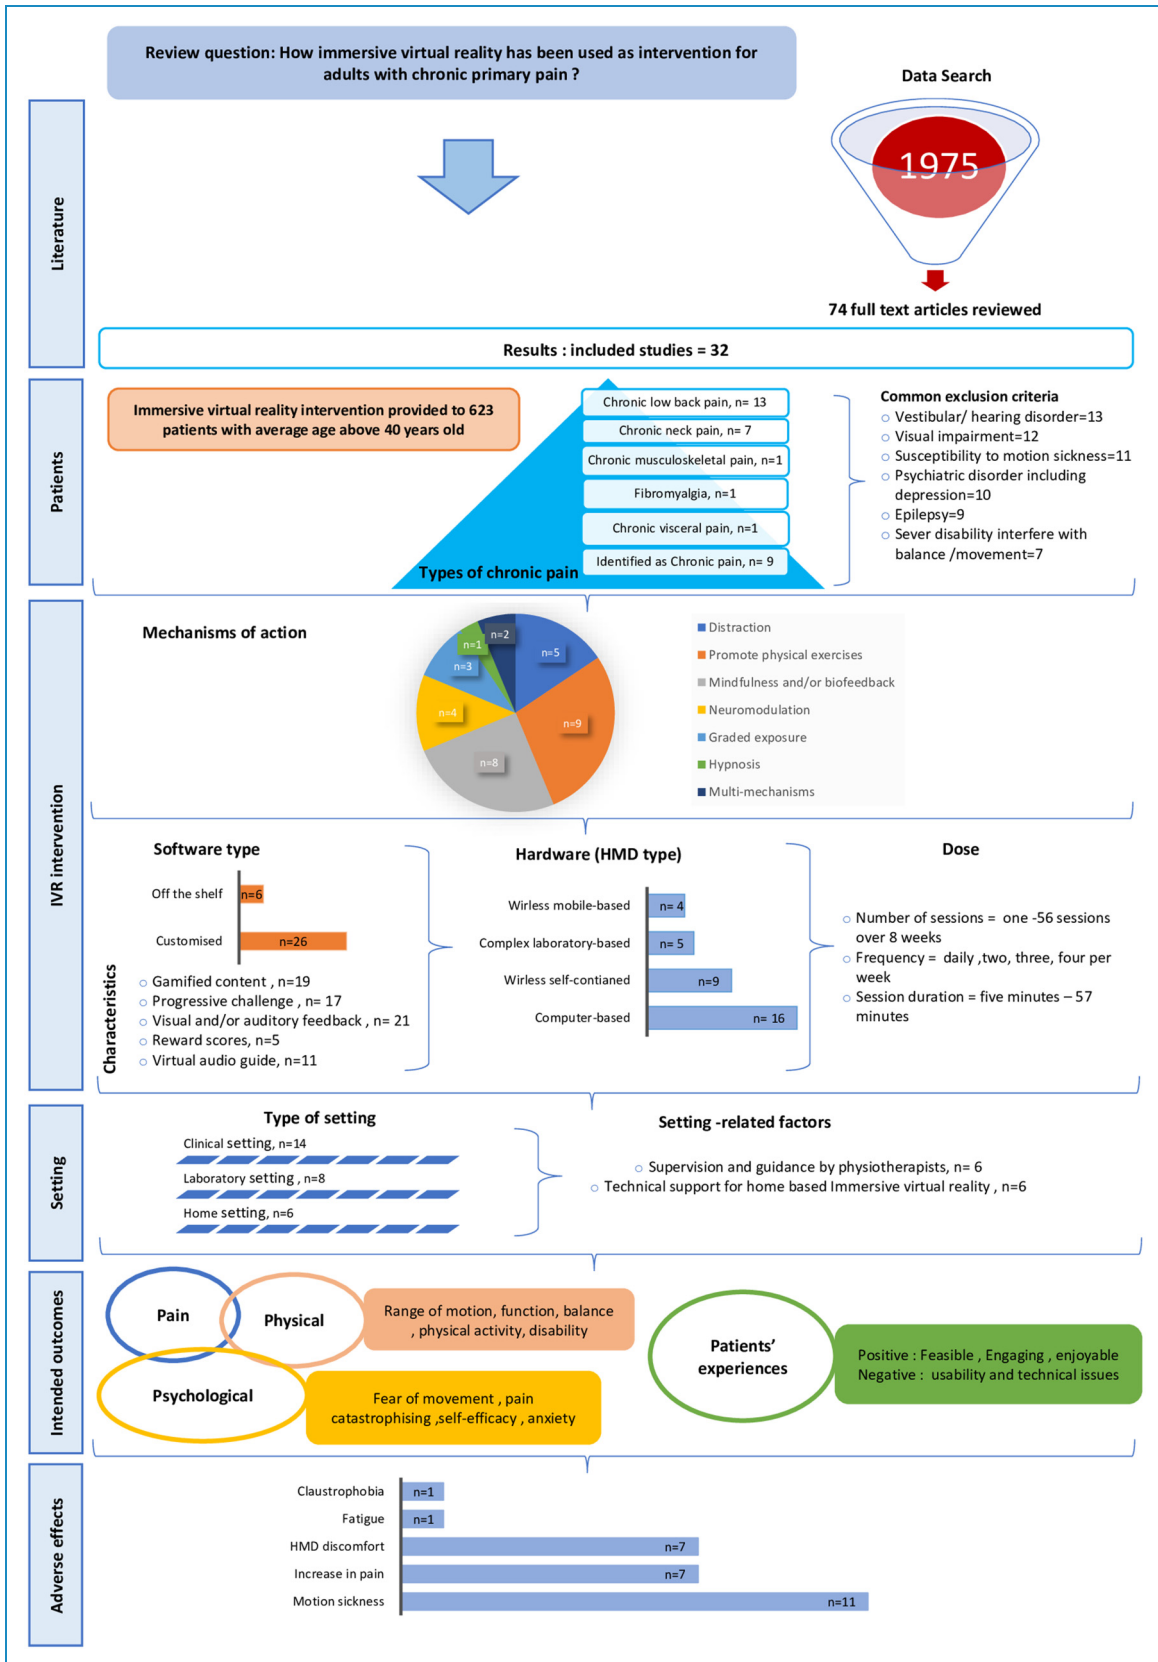 Review question: How immersive virtual reality has been used as intervention for
adults with chronic primary pain ?
Data Search
1975
74 full text articles reviewed
Literature
Results : included studies = 32
Patients
Immersive virtual reality intervention provided to 623
patients with average age above 40 years old
Chronic low back pain, n= 13
Chronic neck pain, n= 7
Chronic musculoskeletal pain, n=1
Fibromyalgia, n=1
Chronic visceral pain, n=1
Identified as Chronic pain, n= 9
Types of chronic pain
Common exclusion criteria
Vestibular/ hearing disorder=13
Visual impairment=12
Susceptibility to motion sickness=11
Psychiatric disorder including
depression=10
Epilepsy=9
Sever disability interfere with
balance /movement=7
IVR intervention
Mechanisms of action
n=5
n=9
n=8
n=4
n=3
n=1
n=2
Distraction
Promote physical exercises
Mindfulness and/or biofeedback
Neuromodulation
Graded exposure
Hypnosis
Multi-mechanisms
Software type
Off the shelf
n=6
Customised
n=26
Characteristics
Gamified content , n=19
Progressive challenge , n= 17
Visual and/or auditory feedback , n= 21
Reward scores, n=5
Virtual audio guide, n=11
Hardware (HMD type)
Wirless mobile-based
n= 4
Complex laboratory-based
n= 5
Wirless self-contianed
n=9
Computer-based
n= 16
Dose
Number of sessions = one -56 sessions
over 8 weeks
Frequency = daily ,two, three, four per
week
Session duration = five minutes – 57
minutes
Setting
Type of setting
Clinical setting, n=14
Laboratory setting , n=8
Home setting, n=6
Setting -related factors
Supervision and guidance by physiotherapists, n= 6
Technical support for home based Immersive virtual reality , n=6
Intended outcomes
Pain
Physical
Range of motion, function, balance
, physical activity, disability
Psychological
Fear of movement , pain
catastrophising ,self-efficacy , anxiety
Patients’
experiences
Positive : Feasible , Engaging , enjoyable
Negative : usability and technical issues
Adverse effects
Claustrophobia
n=1
Fatigue
n=1
HMD discomfort
n=7
Increase in pain
n=7
Motion sickness
n=11